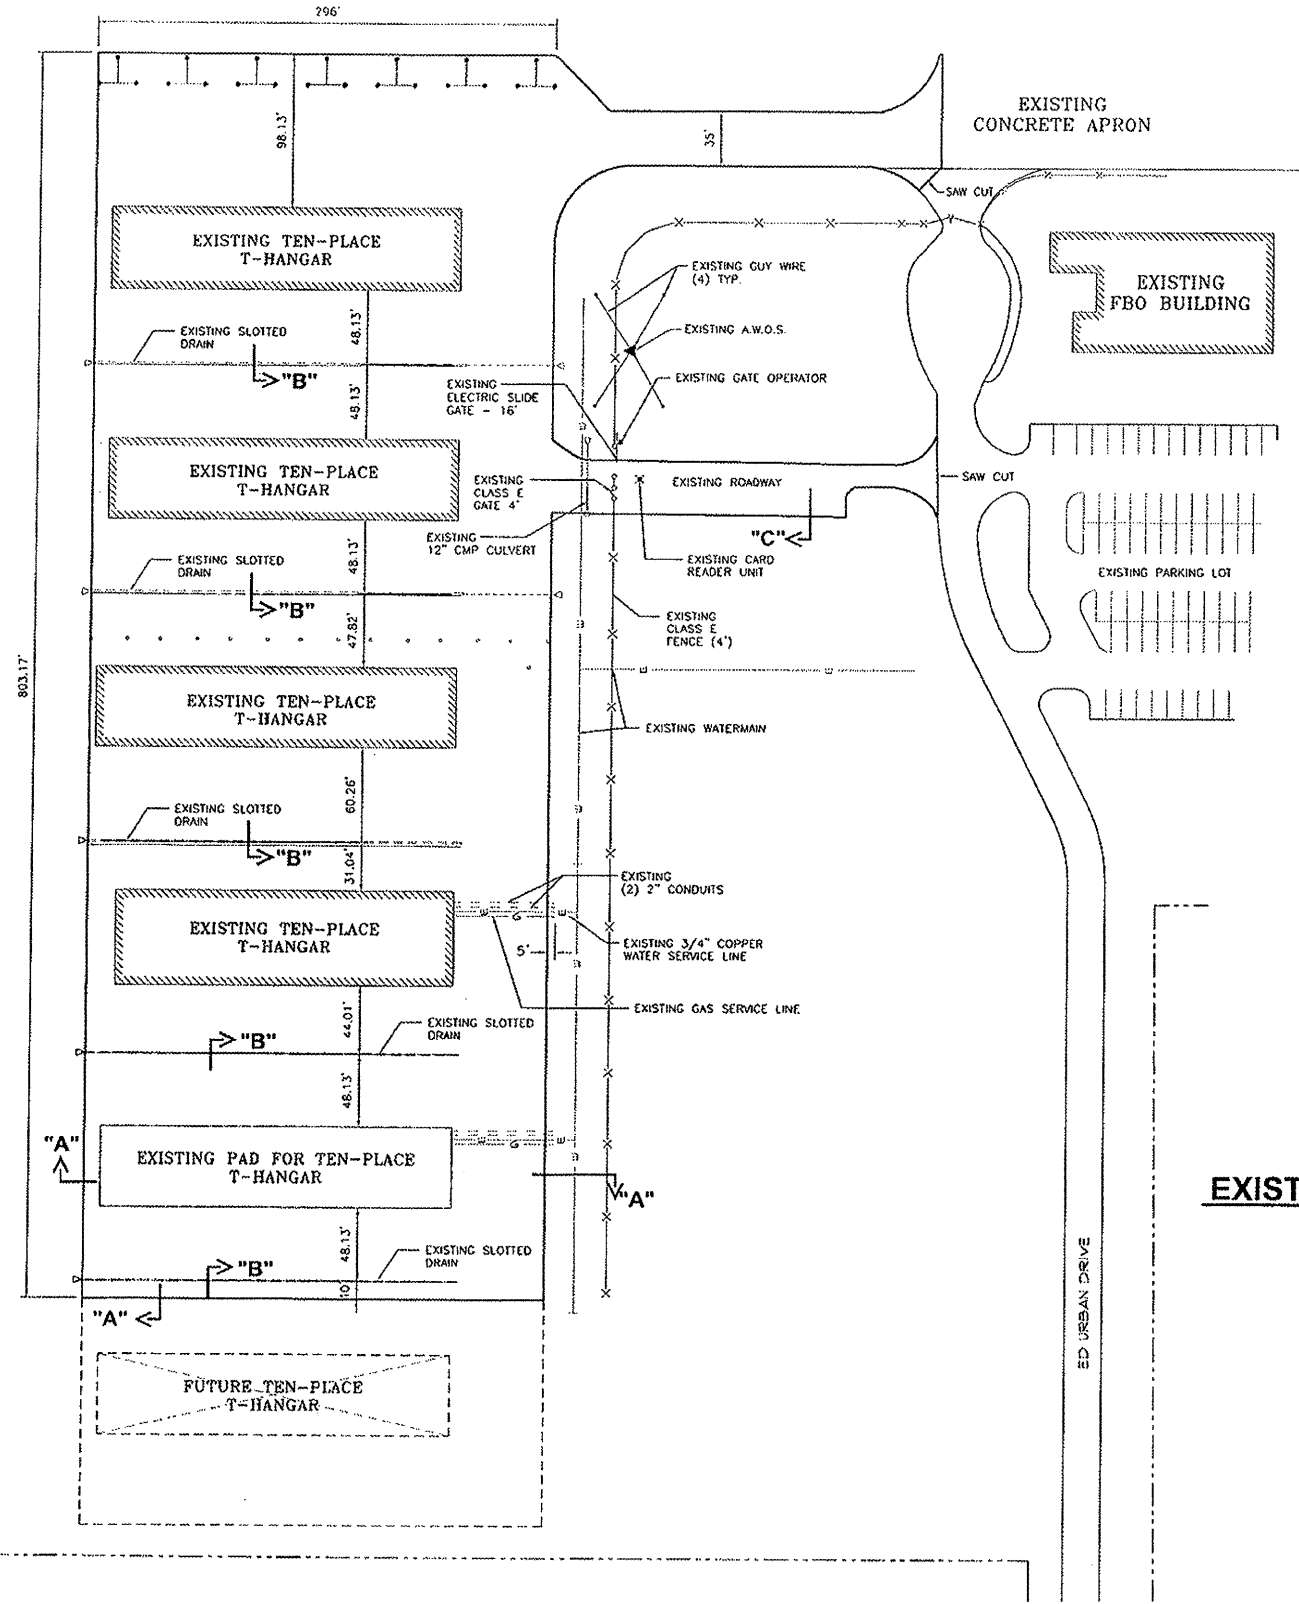 296'
EXISTING
CONCRETE APRON
98.13'
35'
SAW CUT
EXISTING TEN-PLACE
T-HANGAR
EXISTING GUY WIRE
(4) TYP.
EXISTING
FBO BUILDING
48.13'
EXISTING SLOTTED
DRAIN
EXISTING A.W.O.S.
"B"
EXISTING
ELECTRIC SLIDE
GATE - 16'
EXISTING GATE OPERATOR
48.13'
EXISTING TEN-PLACE
T-HANGAR
EXISTING
CLASS E
GATE 4'
EXISTING ROADWAY
SAW CUT
EXISTING
12" CMP CULVERT
"C"
48.13'
EXISTING SLOTTED
DRAIN
EXISTING CARD
READER UNIT
EXISTING PARKING LOT
"B"
47.82'
EXISTING
CLASS E
FENCE (4')
803.17'
EXISTING TEN-PLACE
T-HANGAR
EXISTING WATERMAIN
60.26'
EXISTING SLOTTED
DRAIN
"B"
31.04'
EXISTING
(2) 2" CONDUITS
EXISTING TEN-PLACE
T-HANGAR
E
G
E
5'
EXISTING 3/4" COPPER
WATER SERVICE LINE
EXISTING GAS SERVICE LINE
44.01'
EXISTING SLOTTED
DRAIN
"B"
48.13'
"A"
EXISTING PAD FOR TEN-PLACE
T-HANGAR
E
G
E
"A"
EXIST
48.13'
EXISTING SLOTTED
DRAIN
"B"
10'
"A"
ED URBAN DRIVE
FUTURE TEN-PLACE
T-HANGAR